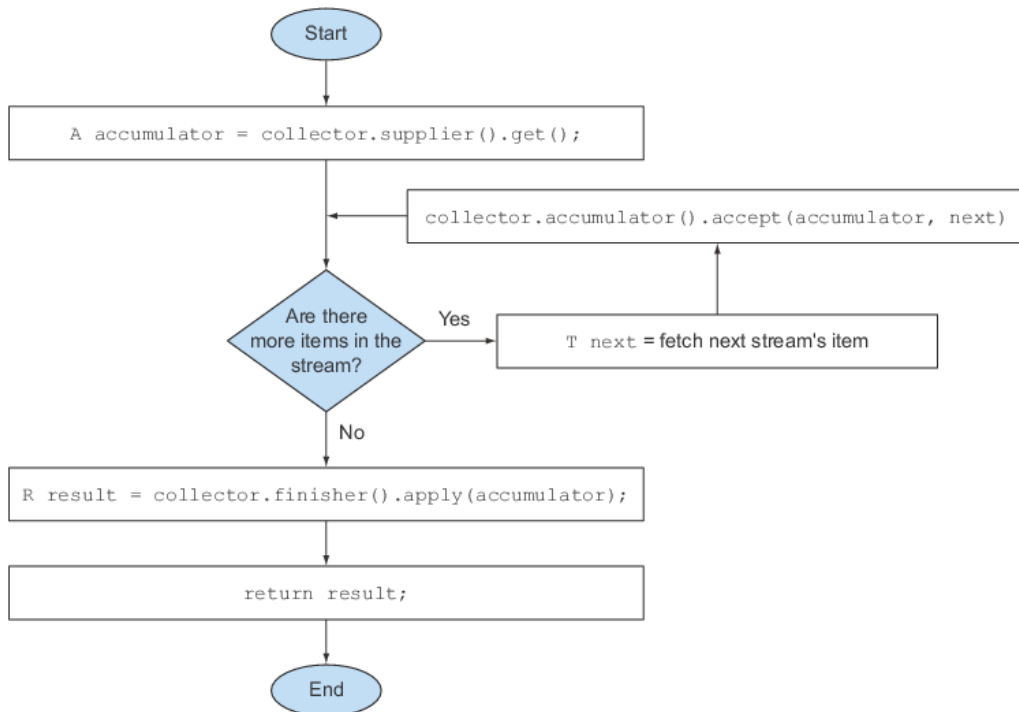 Start
A accumulator = collector.supplier().get();
collector.accumulator().accept(accumulator, next)
Are there
more items in the
stream?
Yes
T next = fetch next stream's item
No
R result = collector.finisher().apply(accumulator);
return result;
End